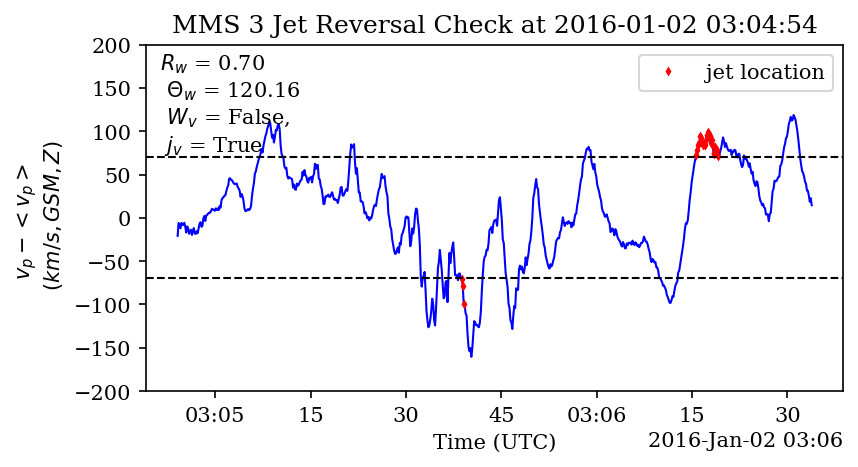 MMS 3 Jet Reversal Check at 2016-01-02 03:04:54
R_w = 0.70
Θ_w = 120.16
W_v = False,
j_v = True
jet location
v_p − < v_p >
(km/s, GSM, Z)
200
150
100
50
0
−50
−100
−150
−200
03:05 15 30 45 03:06 15 30
Time (UTC)
2016-Jan-02 03:06